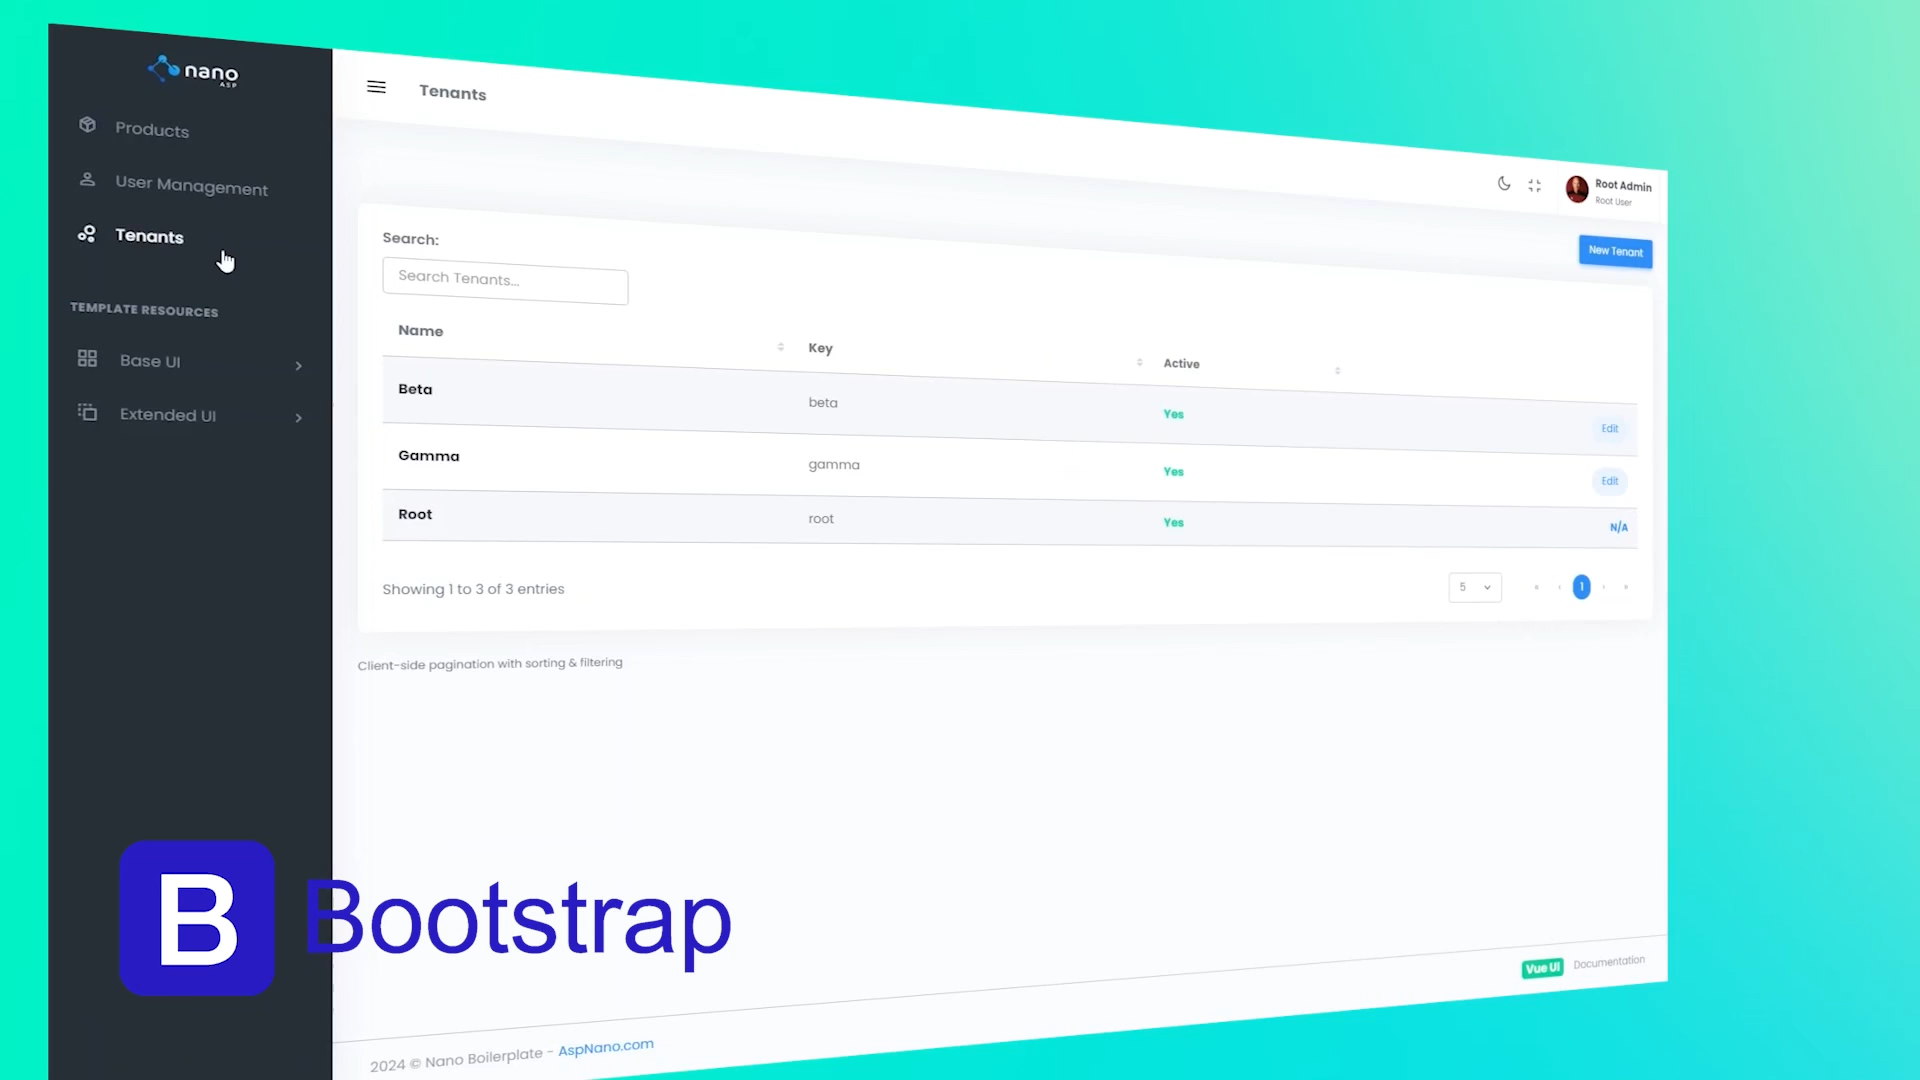 nano
ASP
Products
User Management
Tenants
TEMPLATE RESOURCES
Base UI
Extended UI
Tenants
Root Admin
Root User
New Tenant
Search:
Search Tenants...
Name Key Active
Beta beta Yes Edit
Gamma gamma Yes Edit
Root root Yes N/A
Showing 1 to 3 of 3 entries
5 « ‹ 1 › »
Client-side pagination with sorting & filtering
B Bootstrap
Vue UI Documentation
2024 © Nano Boilerplate - AspNano.com